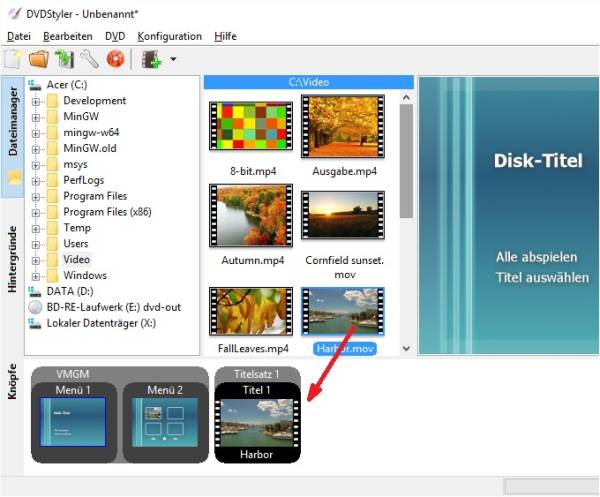 DVDStyler - Unbenannt*
Datei Bearbeiten DVD Konfiguration Hilfe
Dateimanager
Hintergründe
Knöpfe
Acer (C:)
Development
MinGW
mingw-w64
MinGW.old
msys
PerfLogs
Program Files
Program Files (x86)
Temp
Users
Video
Windows
DATA (D:)
BD-RE-Laufwerk (E:) dvd-out
Lokaler Datenträger (X:)
C:\Video
8-bit.mp4 Ausgabe.mp4
Autumn.mp4 Cornfield sunset.
mov
FallLeaves.mp4 Harbor.mov
Disk-Titel
Alle abspielen
Titel auswählen
VMGM Titelsatz 1
Menü 1 Menü 2 Titel 1
Disk-Titel
Harbor